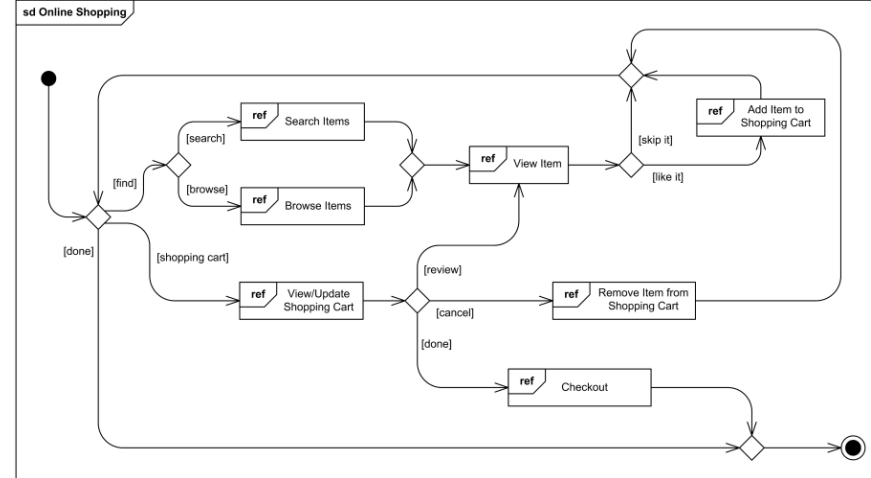 sd Online Shopping
ref
Search Items
[search]
ref
Add Item to
Shopping Cart
[skip it]
ref
View Item
[find]
[browse]
[like it]
ref
Browse Items
[done]
[shopping cart]
[review]
ref
View/Update
Shopping Cart
ref
Remove Item from
Shopping Cart
[cancel]
[done]
ref
Checkout